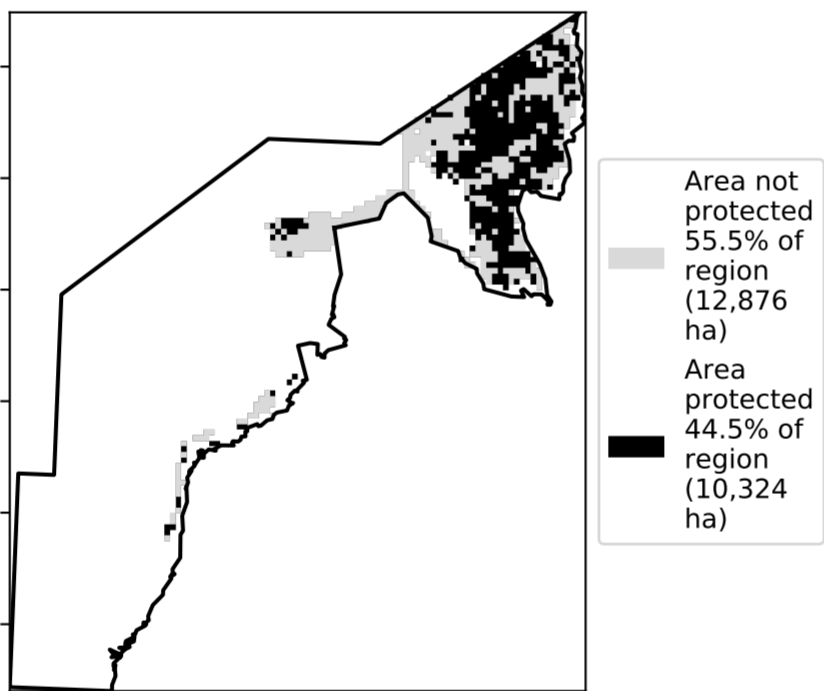 Area not
protected
55.5% of
region
(12,876
ha)
Area
protected
44.5% of
region
(10,324
ha)